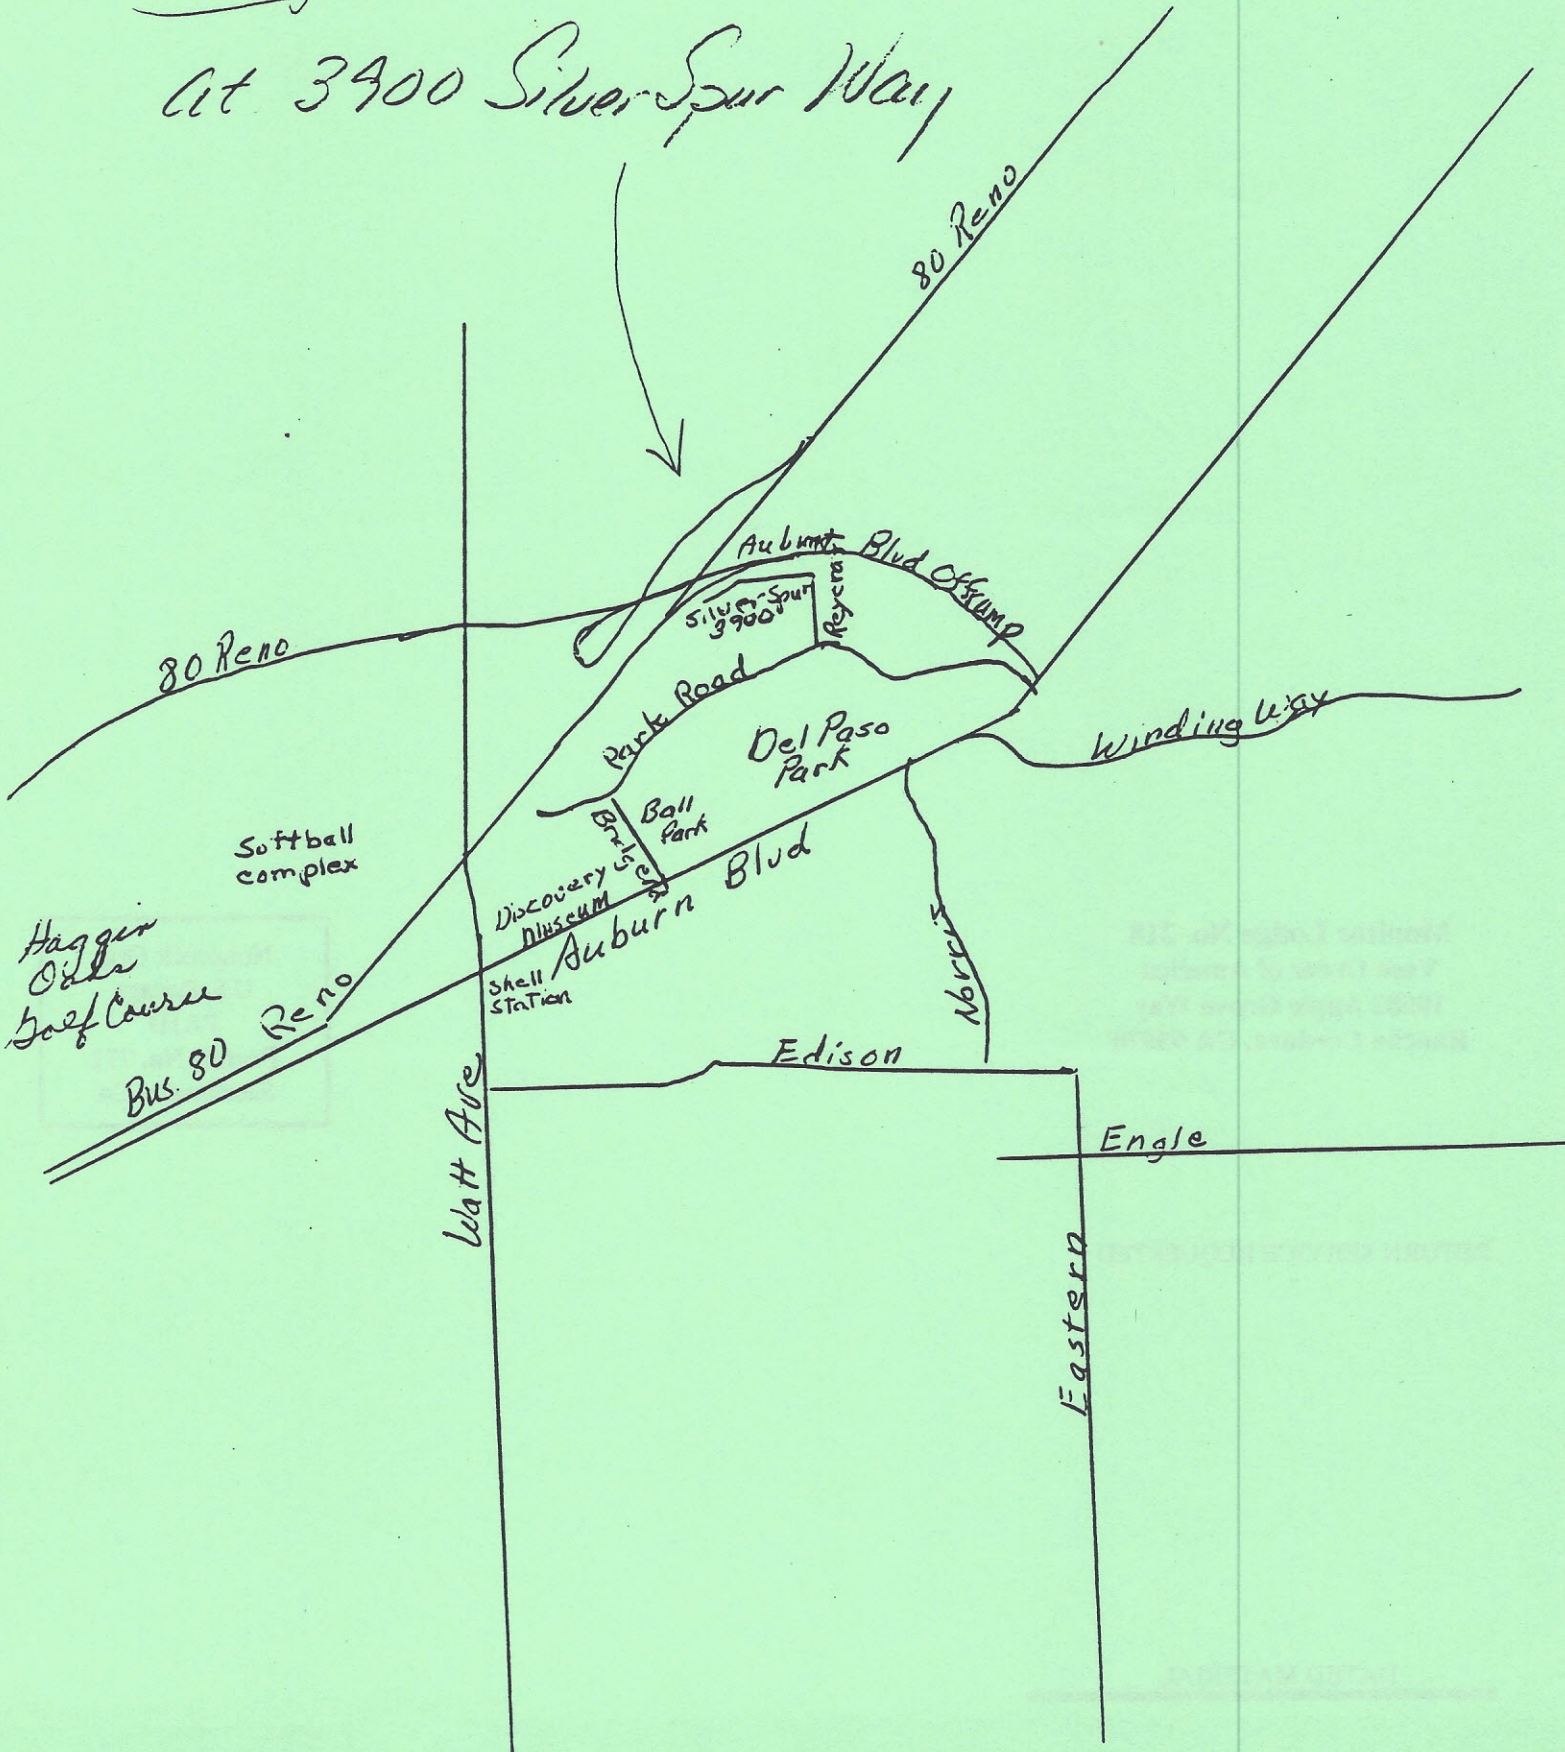 at 3900 Silver Spur Way
80 Reno
Auburn Blvd Offramp
Silver Spur
3900
80 Reno
Park Road
Del Paso
Park
Winding Way
Ball
Park
Softball
complex
Discovery
Museum
Auburn Blvd
Haggin
Oaks
Golf Course
Shell
Station
Norris
Bus. 80 Reno
Edison
Watt Ave
Engle
Eastern